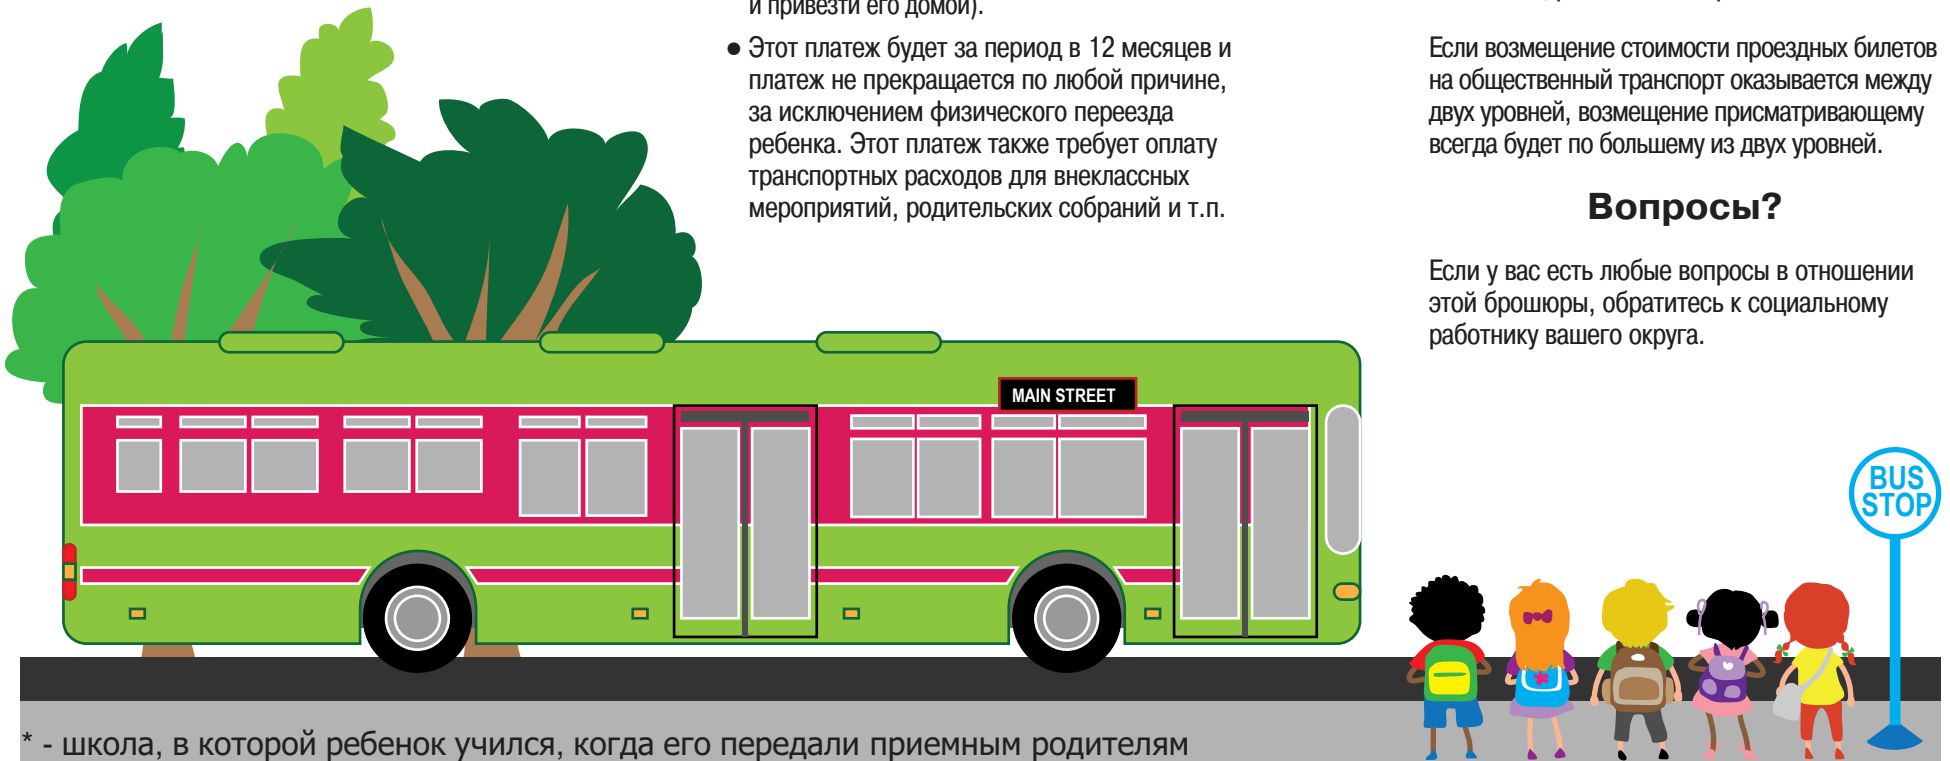 и привезти его домой).
● Этот платеж будет за период в 12 месяцев и
платеж не прекращается по любой причине,
за исключением физического переезда
ребенка. Этот платеж также требует оплату
транспортных расходов для внеклассных
мероприятий, родительских собраний и т.п.
Если возмещение стоимости проездных билетов
на общественный транспорт оказывается между
двух уровней, возмещение присматривающему
всегда будет по большему из двух уровней.
Вопросы?
Если у вас есть любые вопросы в отношении
этой брошюры, обратитесь к социальному
работнику вашего округа.
MAIN STREET
BUS
STOP
* - школа, в которой ребенок учился, когда его передали приемным родителям